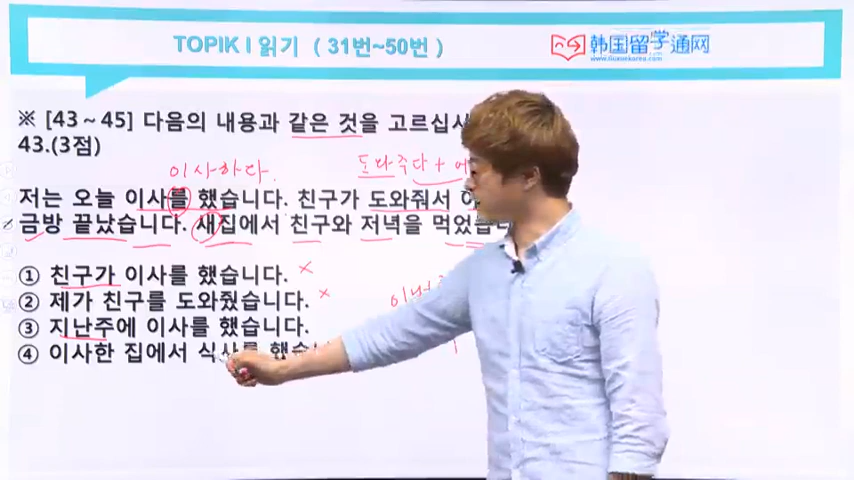 TOPIK I 읽기 ( 31번~50번 )
韩国留学通网
※ [43～45] 다음의 내용과 같은 것을 고르십시
43.(3점)
이사하다.
도와주다 + 어
저는 오늘 이사를 했습니다. 친구가 도와줘서
금방 끝났습니다. 새집에서 친구와 저녁을 먹었습니다
① 친구가 이사를 했습니다. ×
② 제가 친구를 도와줬습니다. ×
③ 지난주에 이사를 했습니다.
④ 이사한 집에서 식사를 했습